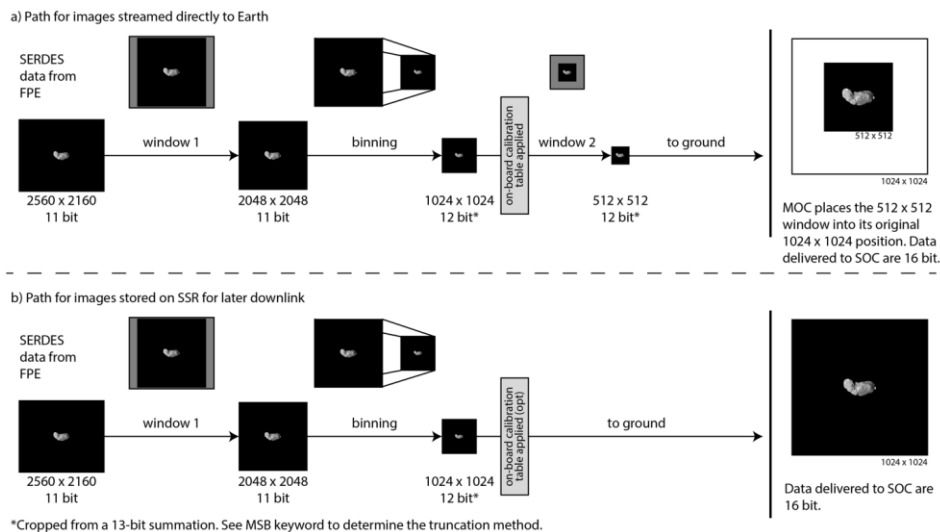 a) Path for images streamed directly to Earth
SERDES
data from
FPE
window 1
binning
on-board calibration
table applied
window 2
to ground
2560 x 2160
11 bit
2048 x 2048
11 bit
1024 x 1024
12 bit*
512 x 512
12 bit*
512 x 512
1024 x 1024
MOC places the 512 x 512
window into its original
1024 x 1024 position. Data
delivered to SOC are 16 bit.
b) Path for images stored on SSR for later downlink
SERDES
data from
FPE
window 1
binning
on-board calibration
table applied (opt)
to ground
2560 x 2160
11 bit
2048 x 2048
11 bit
1024 x 1024
12 bit*
1024 x 1024
Data delivered to SOC are
16 bit.
*Cropped from a 13-bit summation. See MSB keyword to determine the truncation method.